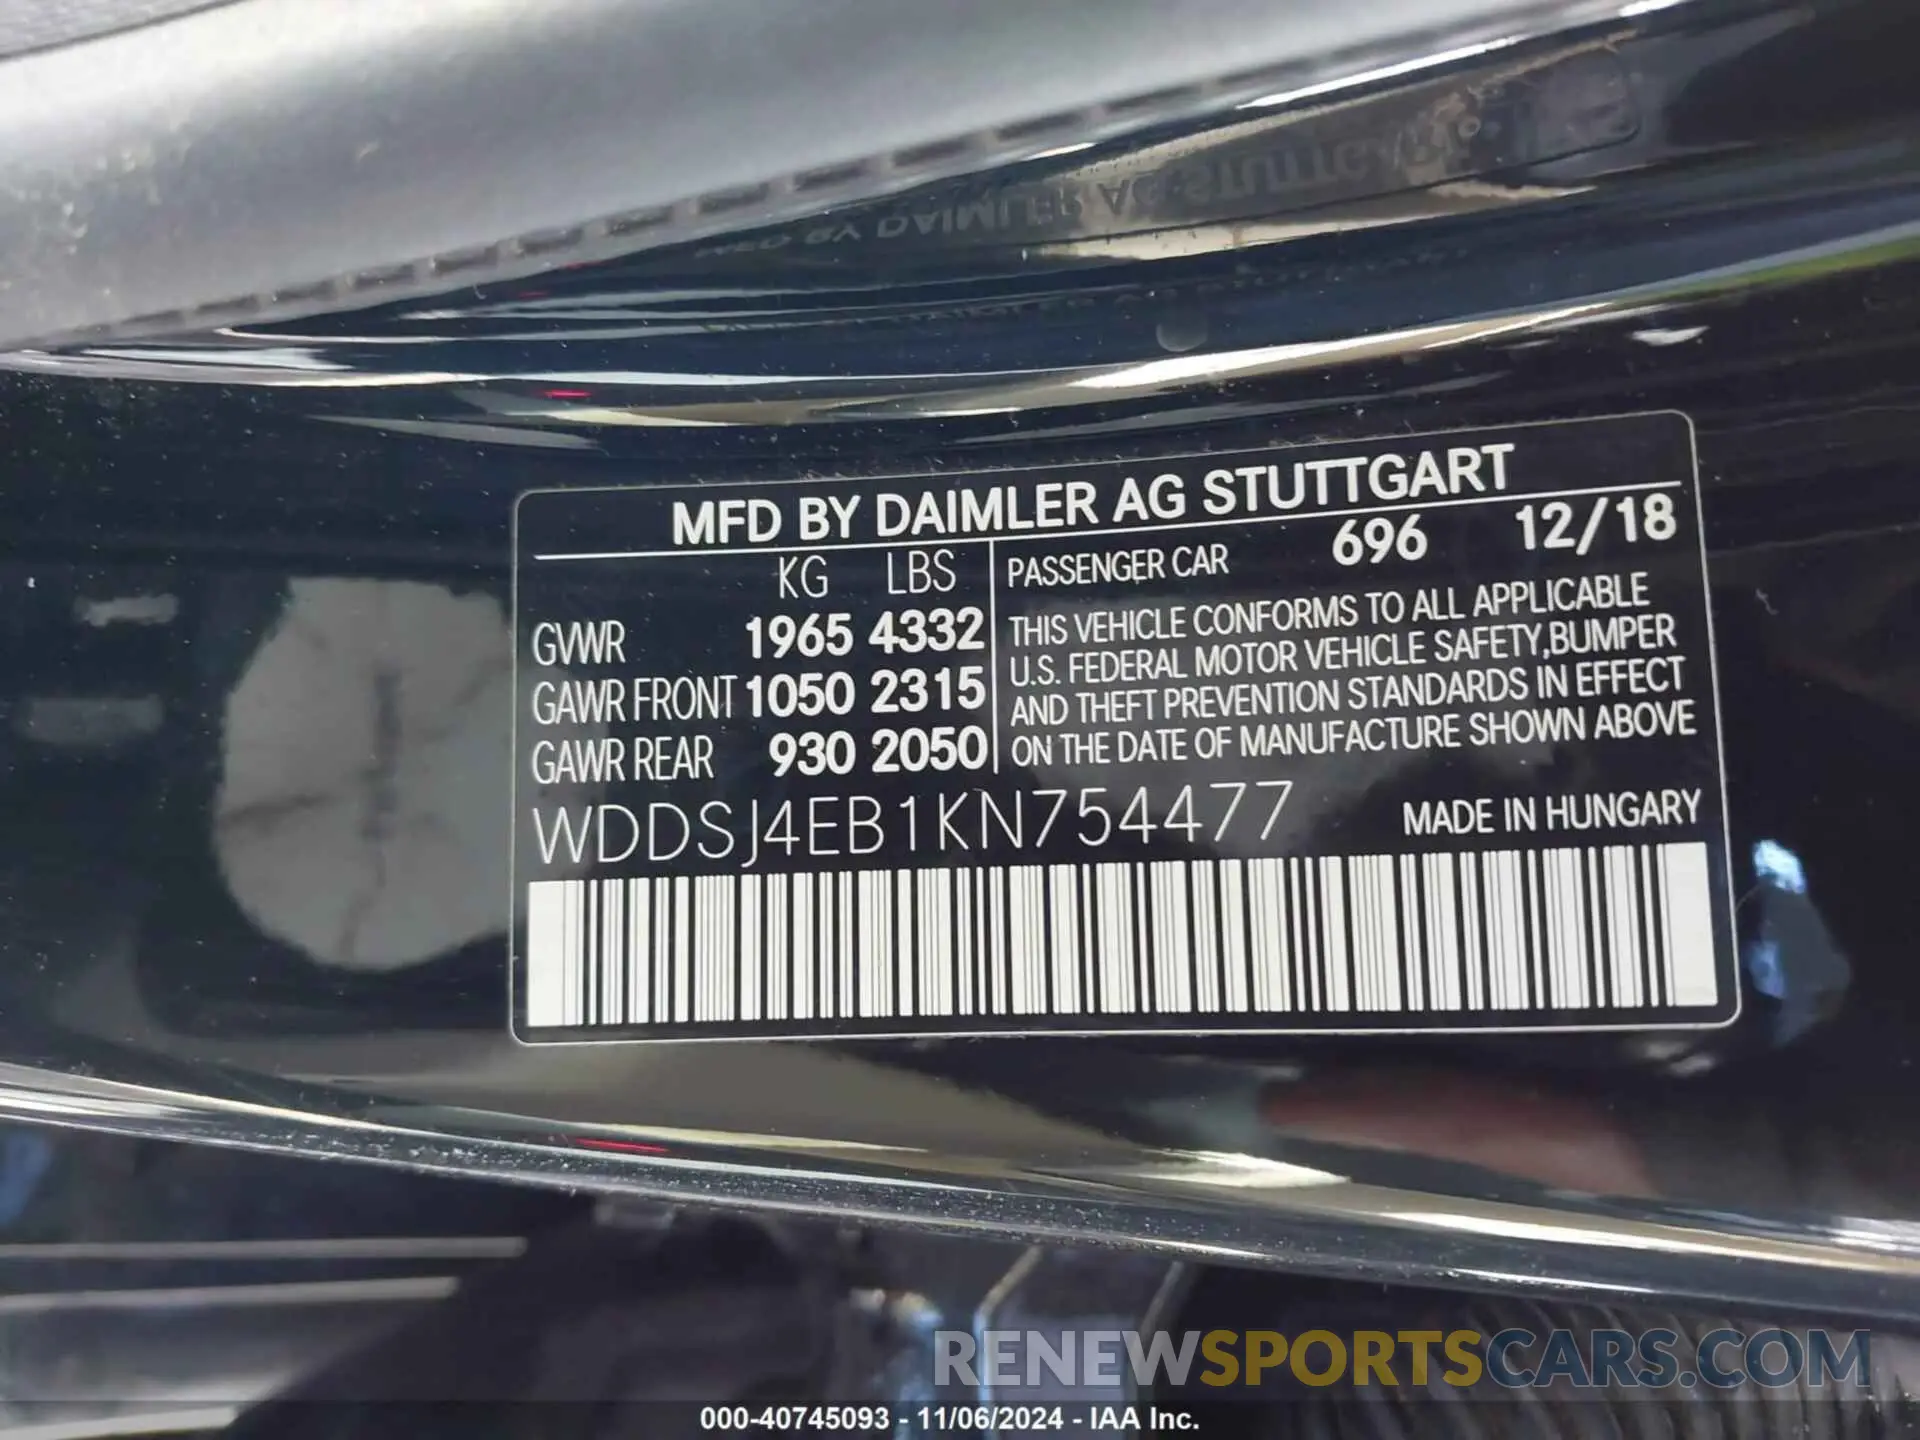 MFD BY DAIMLER AG STUTTGART
KG LBS PASSENGER CAR 696 12/18
GVWR 1965 4332
GAWR FRONT 1050 2315
GAWR REAR 930 2050
THIS VEHICLE CONFORMS TO ALL APPLICABLE
U.S. FEDERAL MOTOR VEHICLE SAFETY,BUMPER
AND THEFT PREVENTION STANDARDS IN EFFECT
ON THE DATE OF MANUFACTURE SHOWN ABOVE
WDDSJ4EB1KN754477 MADE IN HUNGARY
RENEWSPORTSCARS.COM
000-40745093 - 11/06/2024 - IAA Inc.